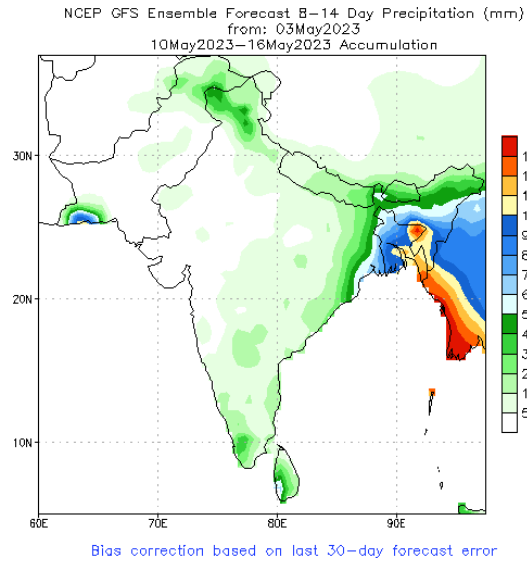 NCEP GFS Ensemble Forecast 8-14 Day Precipitation (mm)
from: 03May2023
10May2023-16May2023 Accumulation
30N
20N
10N
60E
70E
80E
90E
5
Bias correction based on last 30-day forecast error